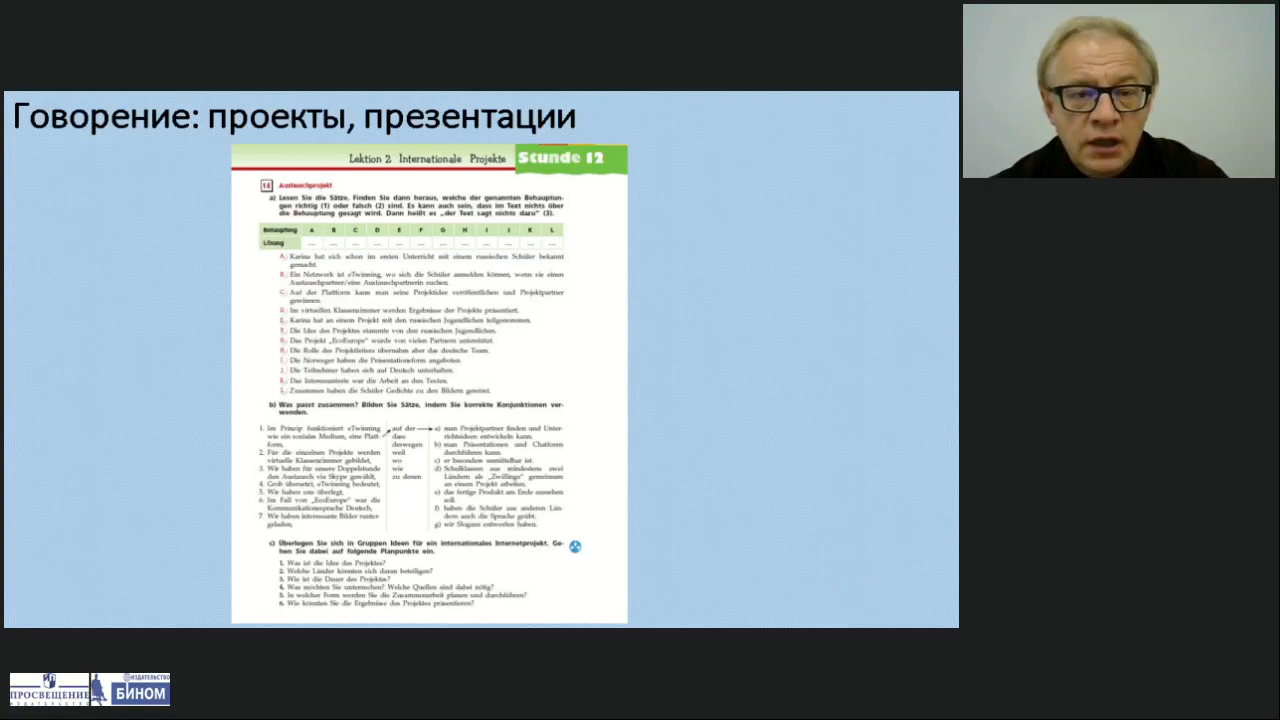 Говорение: проекты, презентации
Lektion 2 Internationale Projekte Stunde 12
14 Austauschprojekt
a) Lesen Sie die Sätze. Finden Sie dann heraus, welche der genannten Behauptun-
gen richtig (1) oder falsch (2) sind. Es kann auch sein, dass im Text nichts über
die Behauptung gesagt wird. Dann heißt es „der Text sagt nichts dazu" (3).
Behauptung A B C D E F G H I J K L
Lösung ... ... ... ... ... ... ... ... ... ... ... ...
A. Karina hat sich schon im ersten Unterricht mit einem russischen Schüler bekannt
gemacht.
B. Ein Netzwerk ist eTwinning, wo sich die Schüler anmelden können, wenn sie einen
Austauschpartner/eine Austauschpartnerin suchen.
C. Auf der Plattform kann man seine Projektidee veröffentlichen und Projektpartner
gewinnen.
D. Im virtuellen Klassenzimmer werden Ergebnisse der Projekte präsentiert.
E. Karina hat an einem Projekt mit den russischen Jugendlichen teilgenommen.
F. Die Idee des Projektes stammte von den russischen Jugendlichen.
G. Das Projekt „EcoEurope" wurde von vielen Partnern unterstützt.
H. Die Rolle des Projektleiters übernahm aber das deutsche Team.
I. Die Norweger haben die Präsentationsform angeboten.
J. Die Teilnehmer haben sich auf Deutsch unterhalten.
K. Das Interessanteste war die Arbeit an den Texten.
L. Zusammen haben die Schüler Gedichte zu den Bildern gereimt.
b) Was passt zusammen? Bilden Sie Sätze, indem Sie korrekte Konjunktionen ver-
wenden.
1. Im Prinzip funktioniert eTwinning
wie ein soziales Medium, eine Platt-
form,
2. Für die einzelnen Projekte werden
virtuelle Klassenzimmer gebildet,
3. Wir haben für unsere Doppelstunde
den Austausch via Skype gewählt,
4. Grob übersetzt, eTwinning bedeutet,
5. Wir haben uns überlegt,
6. Im Fall von „EcoEurope" war die
Kommunikationssprache Deutsch,
7. Wir haben interessante Bilder runter-
geladen,
auf der
dass
deswegen
weil
wo
wie
zu denen
a) man Projektpartner finden und Unter-
richtsideen entwickeln kann.
b) man Präsentationen und Chatforen
durchführen kann.
c) er besonders unmittelbar ist.
d) Schulklassen aus mindestens zwei
Ländern als „Zwillinge" gemeinsam
an einem Projekt arbeiten.
e) das fertige Produkt am Ende aussehen
soll.
f) haben die Schüler aus anderen Län-
dern auch die Sprache geübt.
g) wir Slogans entworfen haben.
c) Überlegen Sie sich in Gruppen Ideen für ein internationales Internetprojekt. Ge-
hen Sie dabei auf folgende Planpunkte ein.
1. Was ist die Idee des Projektes?
2. Welche Länder könnten sich daran beteiligen?
3. Wie ist die Dauer des Projektes?
4. Was möchten Sie untersuchen? Welche Quellen sind dabei nötig?
5. In welcher Form werden Sie die Zusammenarbeit planen und durchführen?
6. Wie könnten Sie die Ergebnisse des Projektes präsentieren?
ПРОСВЕЩЕНИЕ
ИЗДАТЕЛЬСТВО
ИЗДАТЕЛЬСТВО
БИНОМ